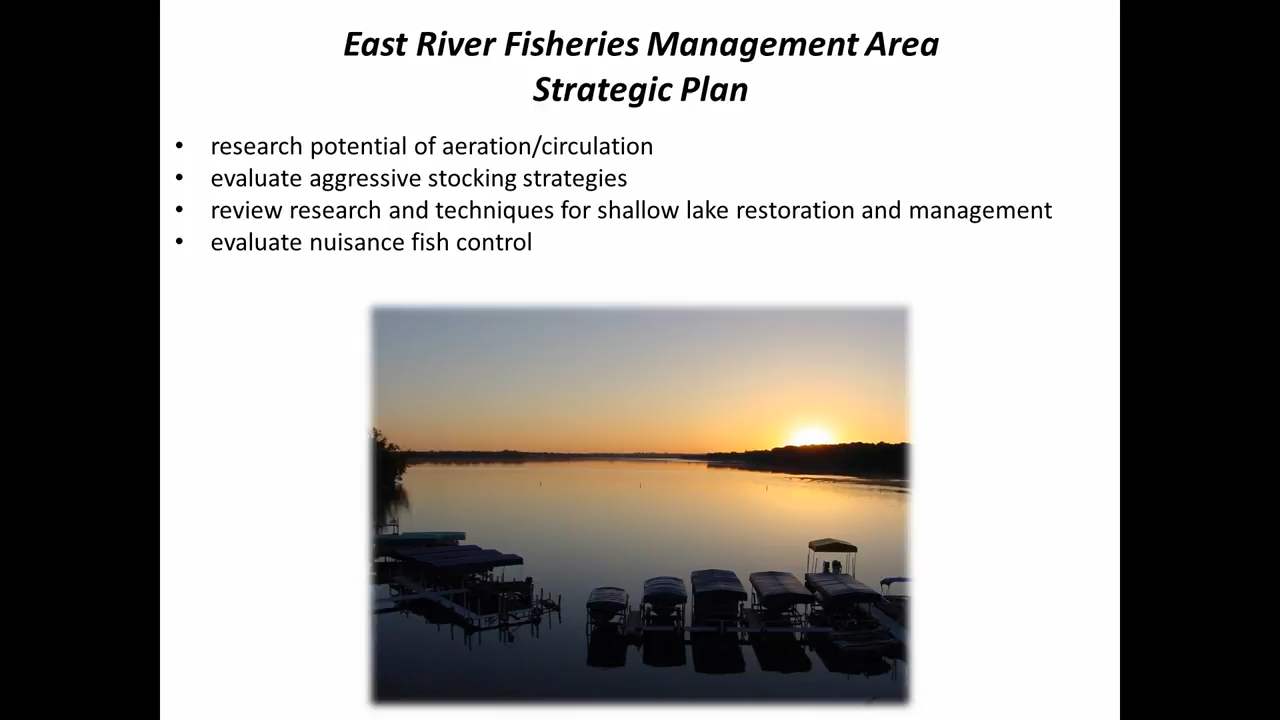 East River Fisheries Management Area
Strategic Plan
• research potential of aeration/circulation
• evaluate aggressive stocking strategies
• review research and techniques for shallow lake restoration and management
• evaluate nuisance fish control